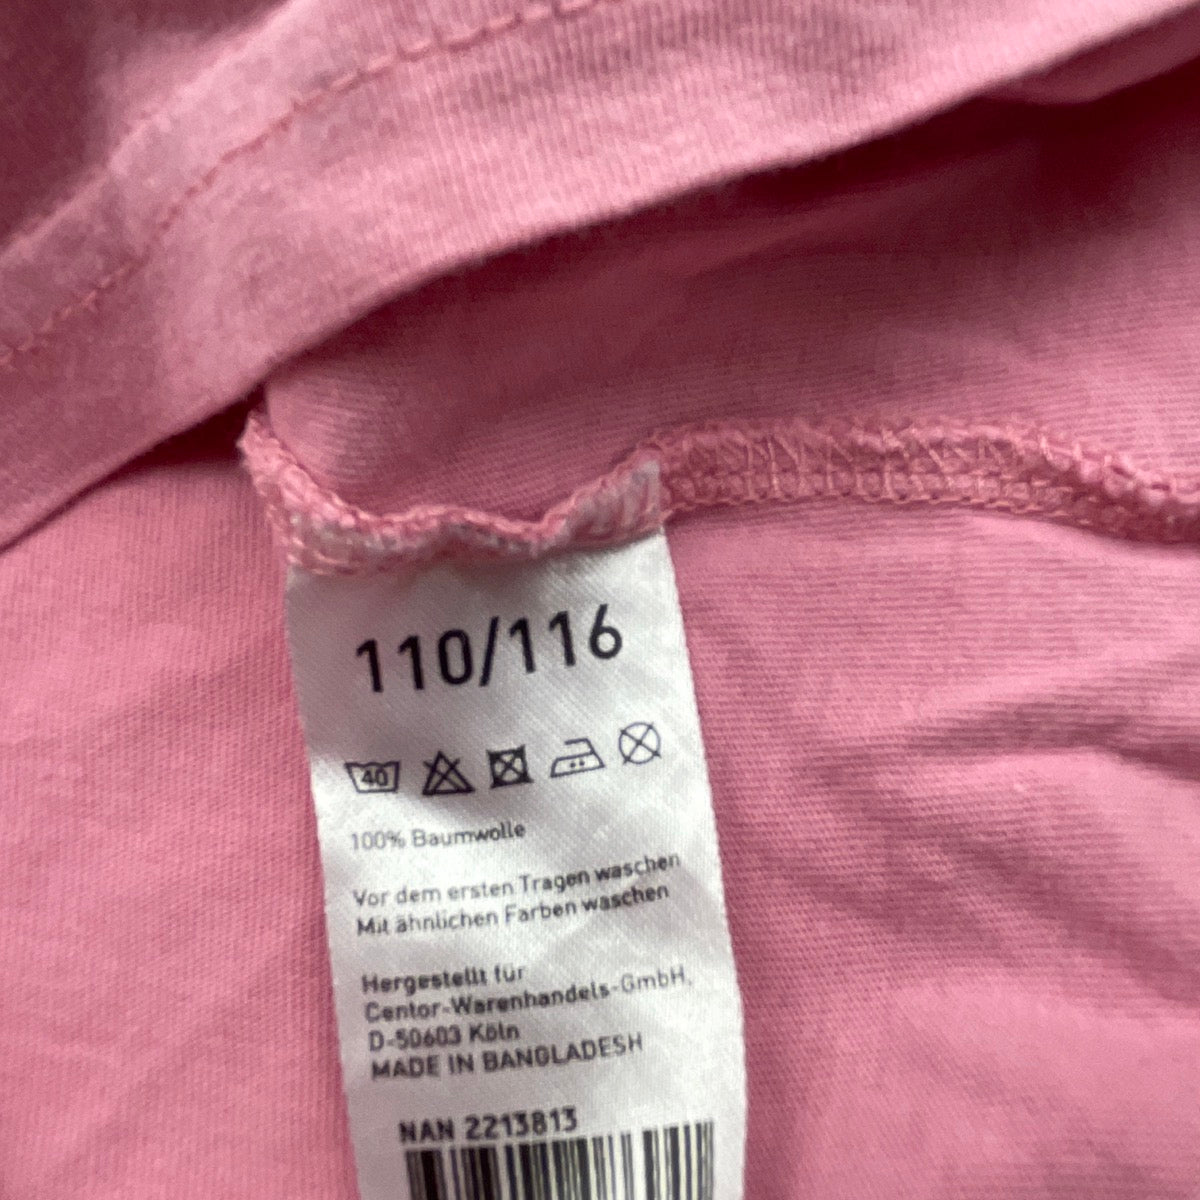 110/116
40
100% Baumwolle
Vor dem ersten Tragen waschen
Mit ähnlichen Farben waschen
Hergestellt für
Centor-Warenhandels-GmbH,
D-50603 Köln
MADE IN BANGLADESH
NAN 2213813